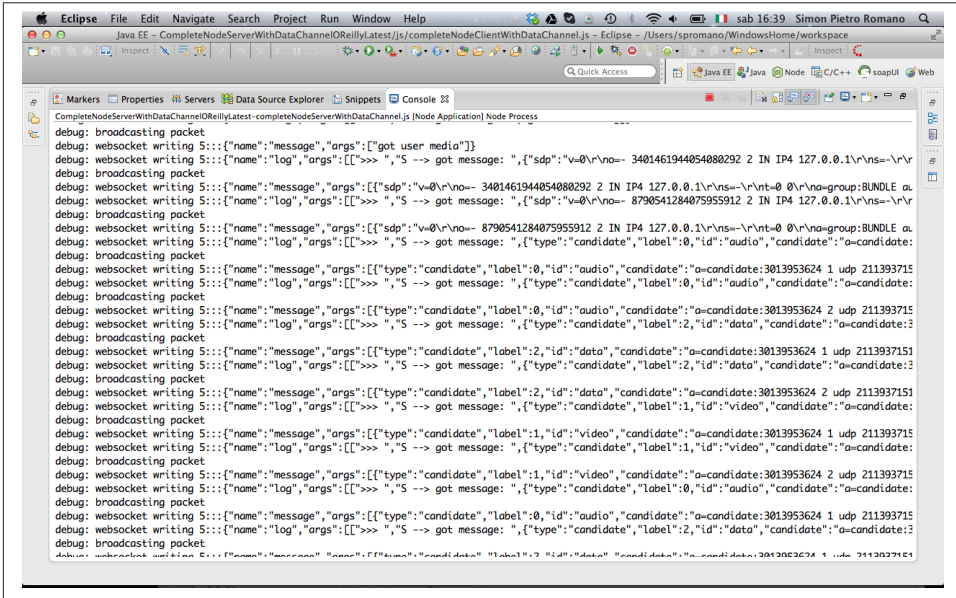 Eclipse File Edit Navigate Search Project Run Window Help sab 16:39 Simon Pietro Romano
Java EE - CompleteNodeServerWithDataChannelOReillyLatest/js/completeNodeClientWithDataChannel.js - Eclipse - /Users/spromano/WindowsHome/workspace
Inspect Inspect
Quick Access Java EE Java Node C/C++ soapUI Web
Markers Properties Servers Data Source Explorer Snippets Console
CompleteNodeServerWithDataChannelOReillyLatest-completeNodeServerWithDataChannel.js [Node Application] Node Process
debug: broadcasting packet
debug: websocket writing 5:::{"name":"message","args":["got user media"]}
debug: websocket writing 5:::{"name":"log","args":[[">>> ","S --> got message: ",{"sdp":"v=0\r\no=- 3401461944054080292 2 IN IP4 127.0.0.1\r\ns=-\r\r
debug: broadcasting packet
debug: websocket writing 5:::{"name":"message","args":[{"sdp":"v=0\r\no=- 3401461944054080292 2 IN IP4 127.0.0.1\r\ns=-\r\nt=0 0\r\na=group:BUNDLE au
debug: websocket writing 5:::{"name":"log","args":[[">>> ","S --> got message: ",{"sdp":"v=0\r\no=- 8790541284075955912 2 IN IP4 127.0.0.1\r\ns=-\r\r
debug: broadcasting packet
debug: websocket writing 5:::{"name":"message","args":[{"sdp":"v=0\r\no=- 8790541284075955912 2 IN IP4 127.0.0.1\r\ns=-\r\nt=0 0\r\na=group:BUNDLE au
debug: websocket writing 5:::{"name":"log","args":[[">>> ","S --> got message: ",{"type":"candidate","label":0,"id":"audio","candidate":"a=candidate:
debug: broadcasting packet
debug: websocket writing 5:::{"name":"message","args":[{"type":"candidate","label":0,"id":"audio","candidate":"a=candidate:3013953624 1 udp 211393715
debug: websocket writing 5:::{"name":"log","args":[[">>> ","S --> got message: ",{"type":"candidate","label":0,"id":"audio","candidate":"a=candidate:
debug: broadcasting packet
debug: websocket writing 5:::{"name":"message","args":[{"type":"candidate","label":0,"id":"audio","candidate":"a=candidate:3013953624 2 udp 211393715
debug: websocket writing 5:::{"name":"log","args":[[">>> ","S --> got message: ",{"type":"candidate","label":2,"id":"data","candidate":"a=candidate:3
debug: broadcasting packet
debug: websocket writing 5:::{"name":"message","args":[{"type":"candidate","label":2,"id":"data","candidate":"a=candidate:3013953624 1 udp 2113937151
debug: websocket writing 5:::{"name":"log","args":[[">>> ","S --> got message: ",{"type":"candidate","label":2,"id":"data","candidate":"a=candidate:3
debug: broadcasting packet
debug: websocket writing 5:::{"name":"message","args":[{"type":"candidate","label":2,"id":"data","candidate":"a=candidate:3013953624 2 udp 2113937151
debug: websocket writing 5:::{"name":"log","args":[[">>> ","S --> got message: ",{"type":"candidate","label":1,"id":"video","candidate":"a=candidate:
debug: broadcasting packet
debug: websocket writing 5:::{"name":"message","args":[{"type":"candidate","label":1,"id":"video","candidate":"a=candidate:3013953624 1 udp 211393715
debug: websocket writing 5:::{"name":"log","args":[[">>> ","S --> got message: ",{"type":"candidate","label":1,"id":"video","candidate":"a=candidate:
debug: broadcasting packet
debug: websocket writing 5:::{"name":"message","args":[{"type":"candidate","label":1,"id":"video","candidate":"a=candidate:3013953624 2 udp 211393715
debug: websocket writing 5:::{"name":"log","args":[[">>> ","S --> got message: ",{"type":"candidate","label":0,"id":"audio","candidate":"a=candidate:
debug: broadcasting packet
debug: websocket writing 5:::{"name":"message","args":[{"type":"candidate","label":0,"id":"audio","candidate":"a=candidate:3013953624 1 udp 211393715
debug: websocket writing 5:::{"name":"log","args":[[">>> ","S --> got message: ",{"type":"candidate","label":2,"id":"data","candidate":"a=candidate:3
debug: broadcasting packet
debug: websocket writing 5:::{"name":"message","args":[{"type":"candidate","label":2,"id":"data","candidate":"a=candidate:3013953624 1 udp 2113937151